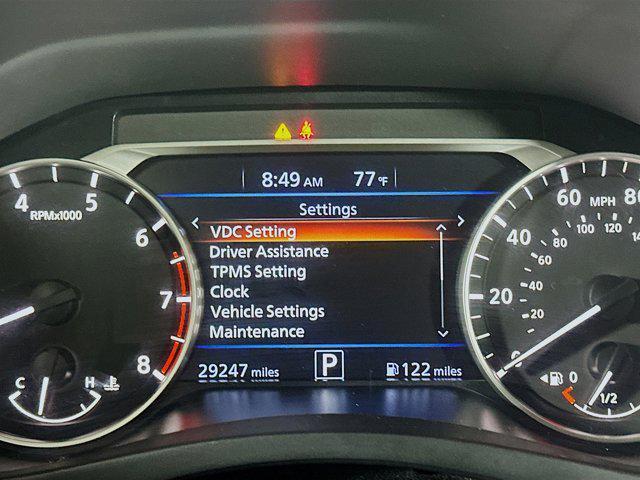 8:49 AM 77°F
Settings
VDC Setting
Driver Assistance
TPMS Setting
Clock
Vehicle Settings
Maintenance
29247 miles P 122 miles
4 5 6 7 8
RPMx1000
C H
0 20 40 60 80
MPH
20 40 60 80 100 120
0 1/2